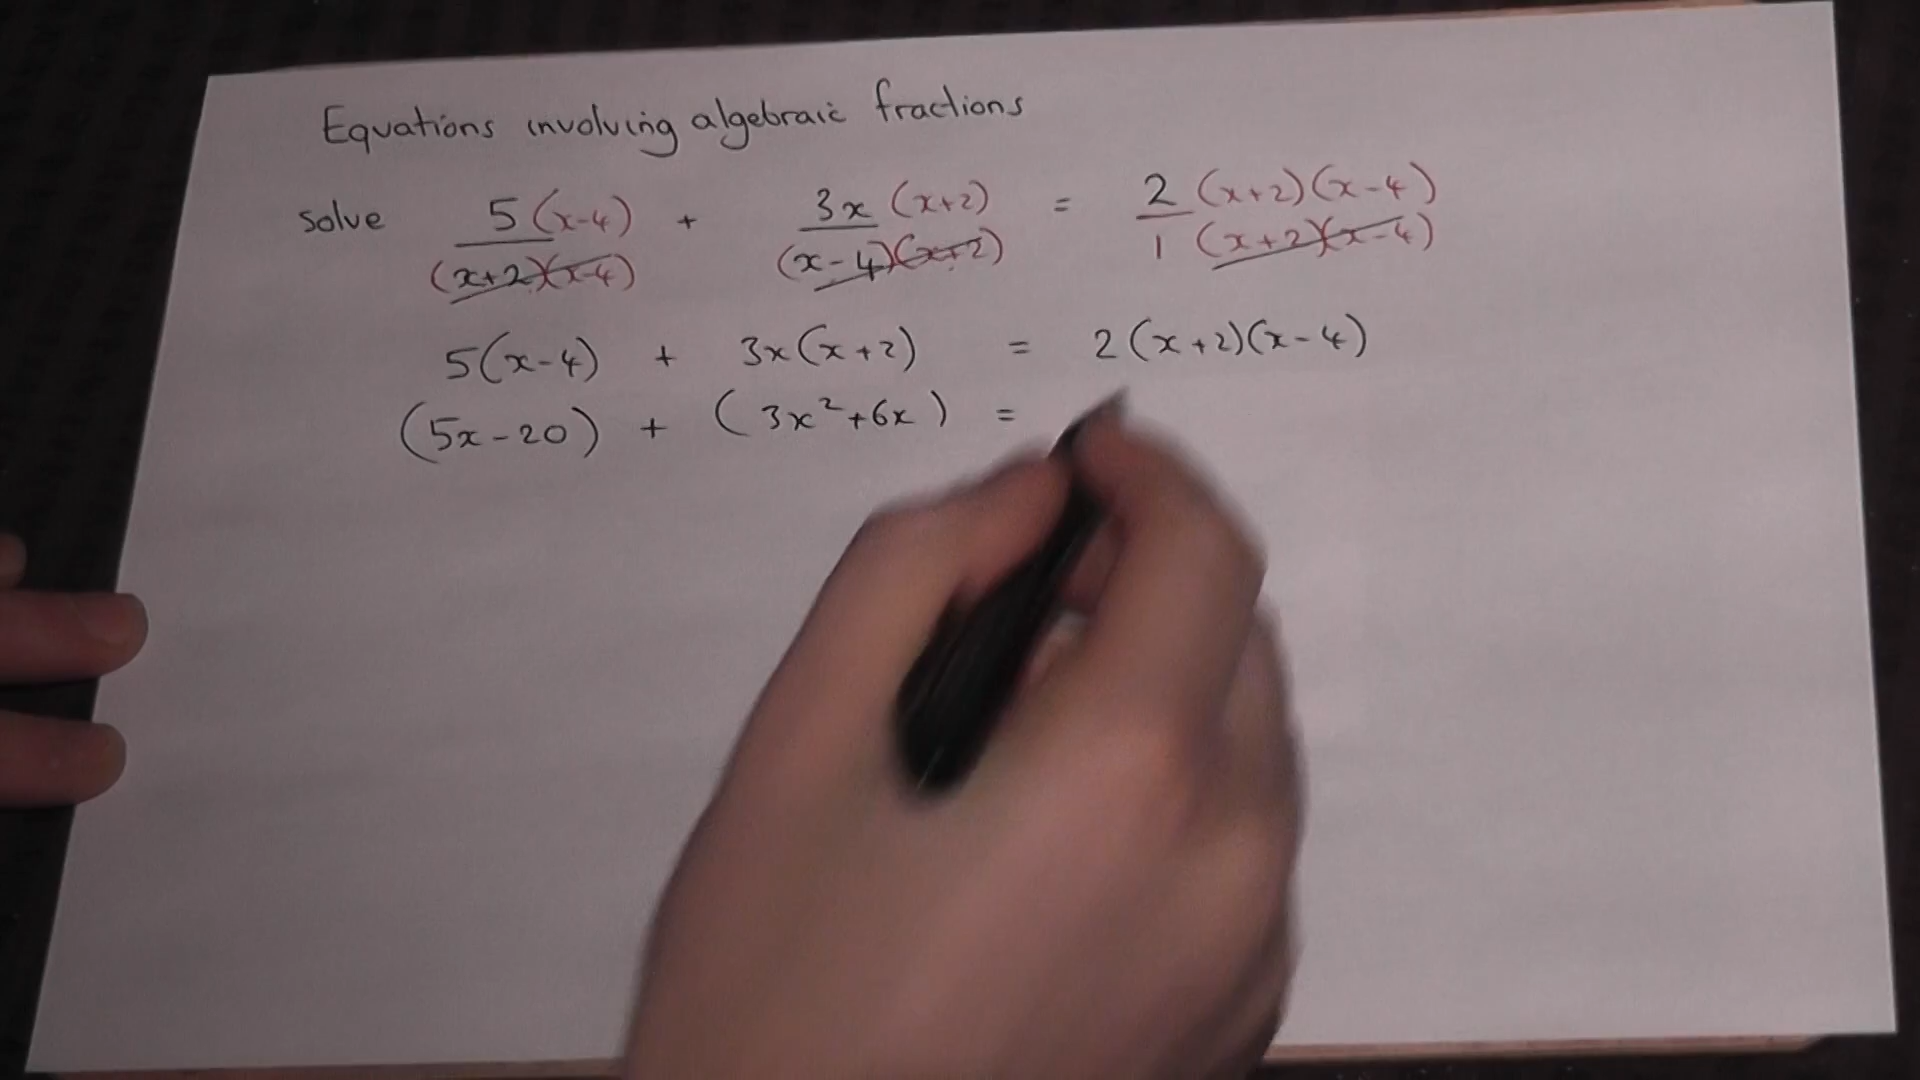 Equations involving algebraic fractions
solve 5(x-4) / (x+2)(x-4) + 3x(x+2) / (x-4)(x+2) = 2(x+2)(x-4) / 1(x+2)(x-4)
5(x-4) + 3x(x+2) = 2(x+2)(x-4)
(5x-20) + (3x²+6x) =